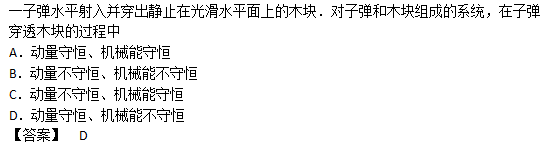 一子弹水平射入并穿出静止在光滑水平面上的木块．对子弹和木块组成的系统，在子弹
穿透木块的过程中
A．动量守恒、机械能守恒
B．动量不守恒、机械能不守恒
C．动量不守恒、机械能守恒
D．动量守恒、机械能不守恒
【答案】 D